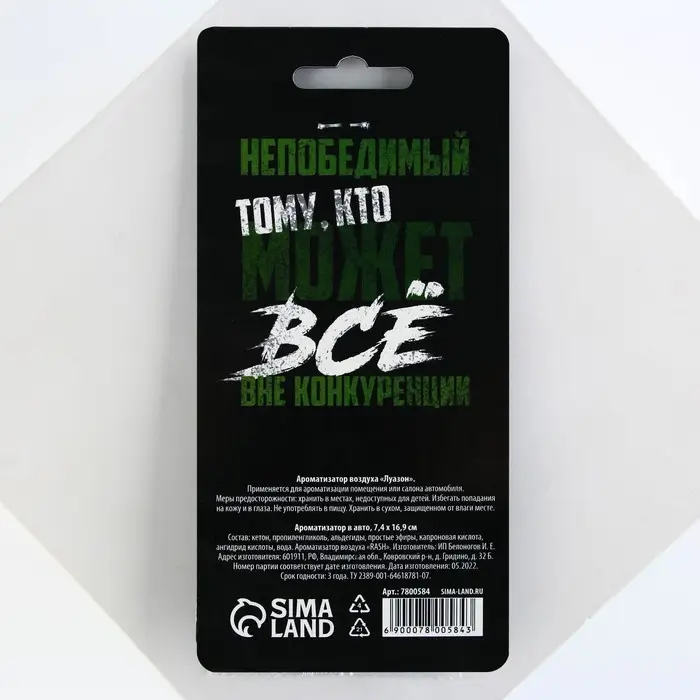 НЕПОБЕДИМЫЙ
ТОМУ, КТО
МОЖЕТ
ВСЁ
ВНЕ КОНКУРЕНЦИИ
Ароматизатор воздуха «Луазон».
Применяется для ароматизации помещения или салона автомобиля.
Меры предосторожности: хранить в местах, недоступных для детей. Избегать попадания
на кожу и в глаза. Не употреблять в пищу. Хранить в сухом, защищенном от влаги месте.
Ароматизатор в авто, 7,4 х 16,9 см
Состав: кетон, пропиленгликоль, альдегиды, простые эфиры, капроновая кислота,
ангидрид кислоты, вода. Ароматизатор воздуха «RASH». Изготовитель: ИП Белоногов И. Е.
Адрес изготовителя: 601911, РФ, Владимирская обл., Ковровский р-н, д. Гридино, д. 32 Б.
Номер партии соответствует дате изготовления. Дата изготовления: 05.2022.
Срок годности: 3 года. ТУ 2389-001-64618781-07.
Арт.: 7800584 SIMA-LAND.RU
SIMA
LAND
4
21
6 900078 005843